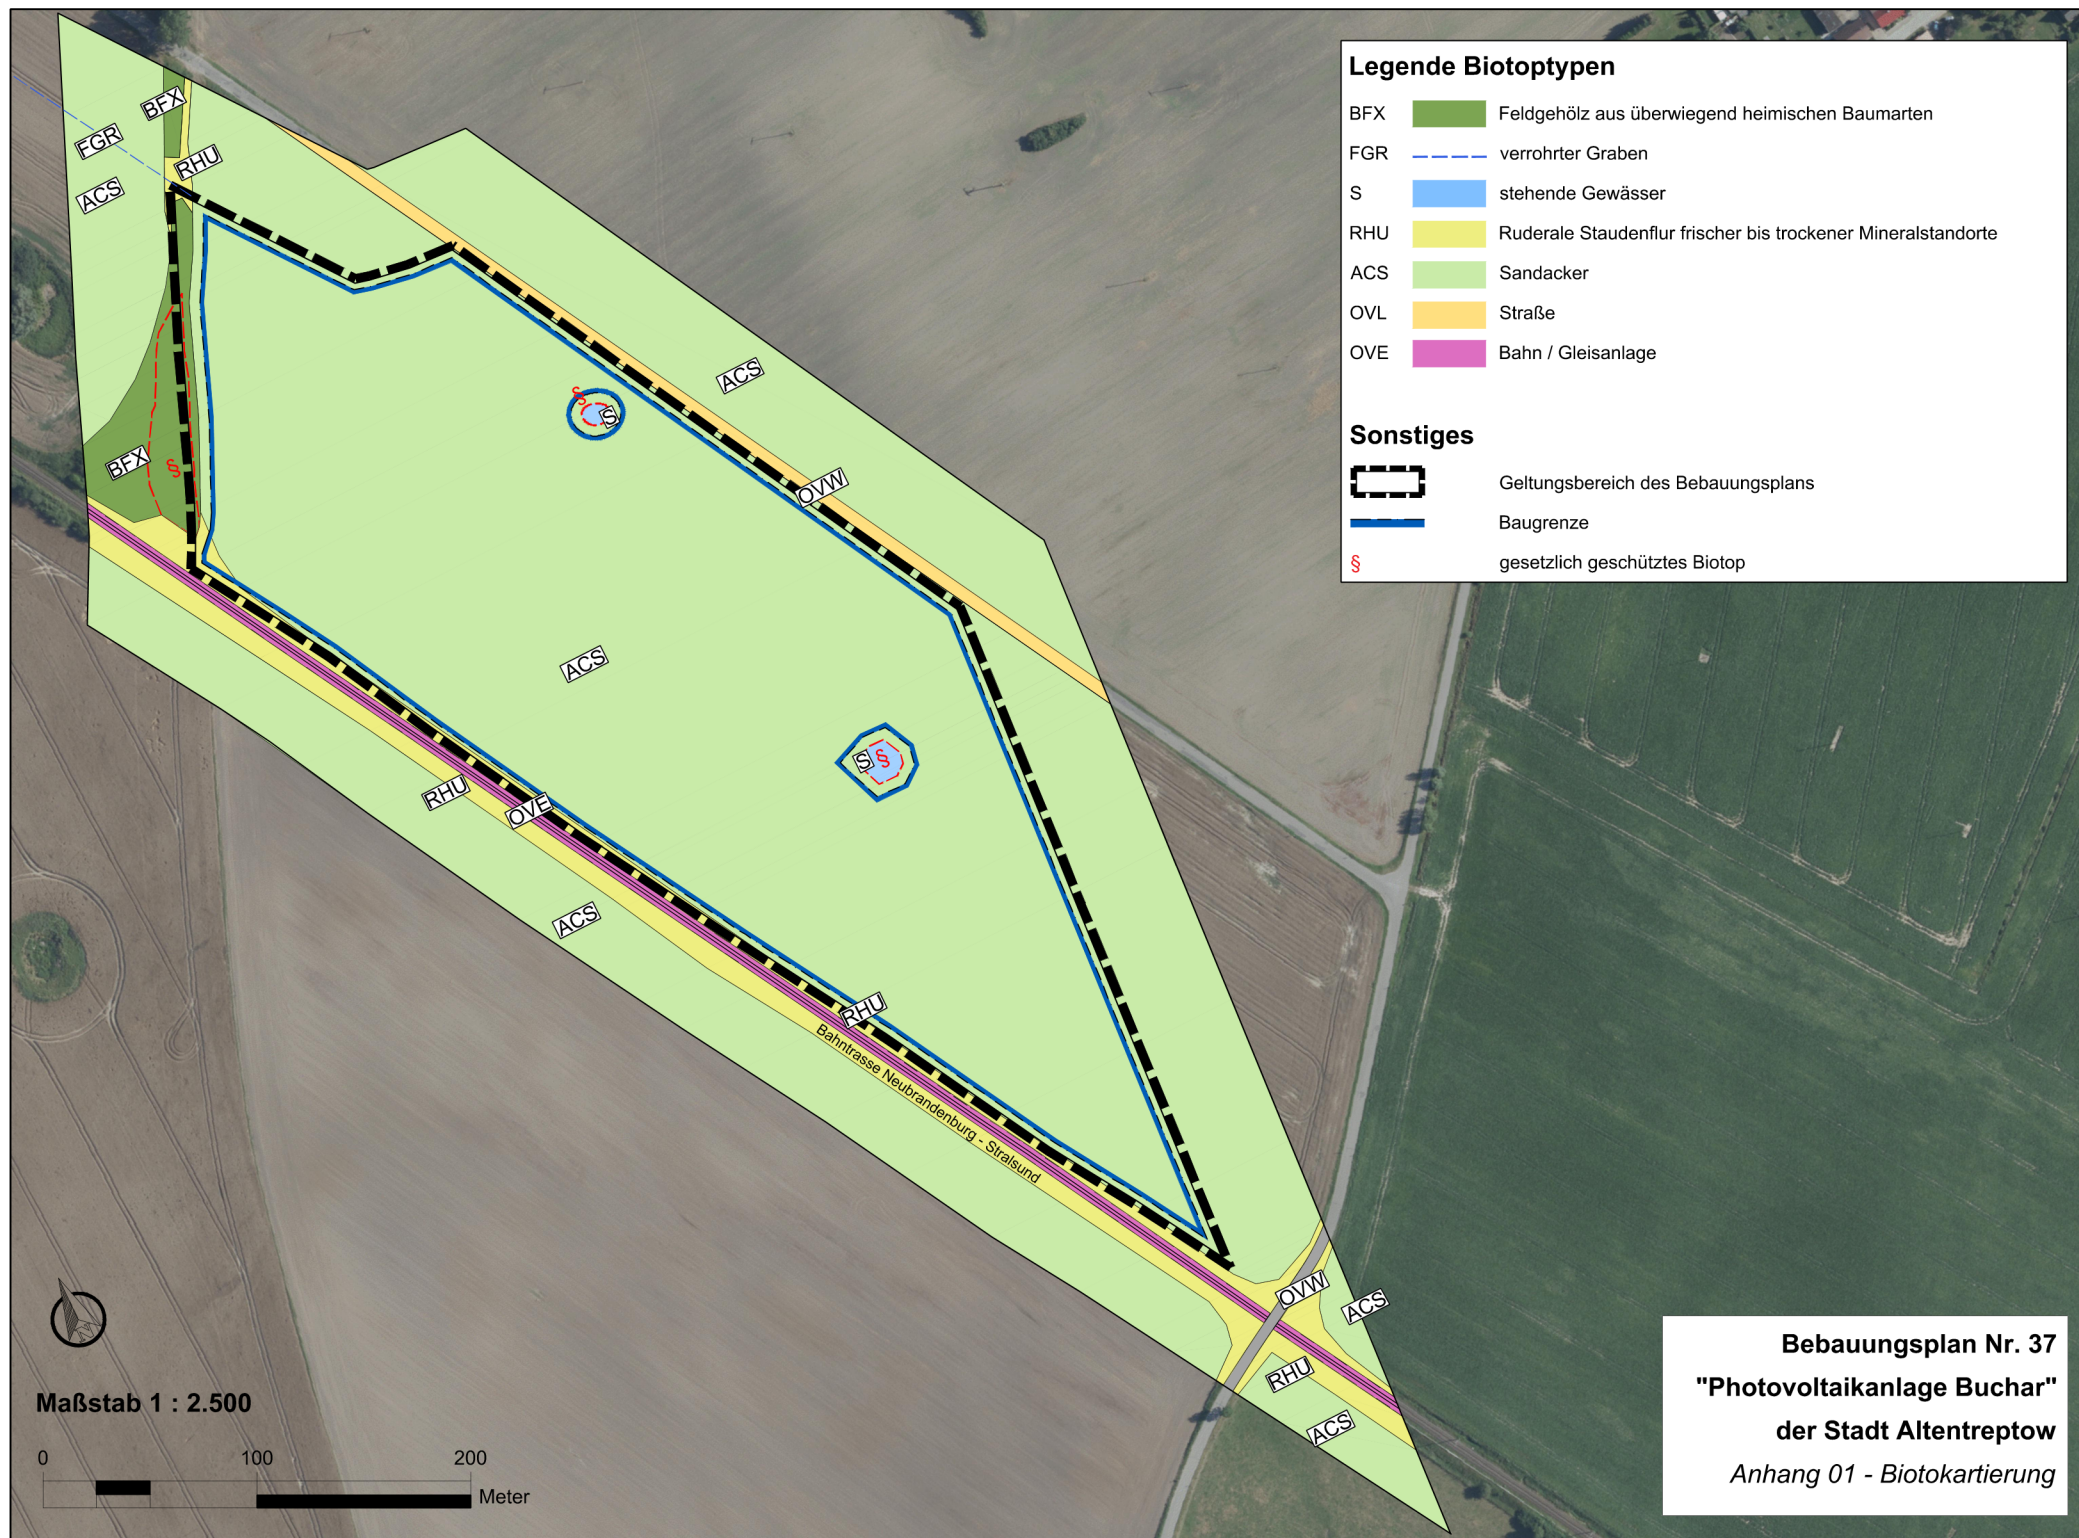 Legende Biotoptypen
BFX Feldgehölz aus überwiegend heimischen Baumarten
FGR verrohrter Graben
S stehende Gewässer
RHU Ruderale Staudenflur frischer bis trockener Mineralstandorte
ACS Sandacker
OVL Straße
OVE Bahn / Gleisanlage
Sonstiges
Geltungsbereich des Bebauungsplans
Baugrenze
§ gesetzlich geschütztes Biotop
BFX
FGR
RHU
ACS
ACS
§
S
BFX
§
OVW
ACS
S
§
RHU
OVE
ACS
RHU
Bahntrasse Neubrandenburg - Stralsund
OVW
ACS
RHU
ACS
N
Maßstab 1 : 2.500
0 100 200
Meter
Bebauungsplan Nr. 37
"Photovoltaikanlage Buchar"
der Stadt Altentreptow
Anhang 01 - Biotokartierung